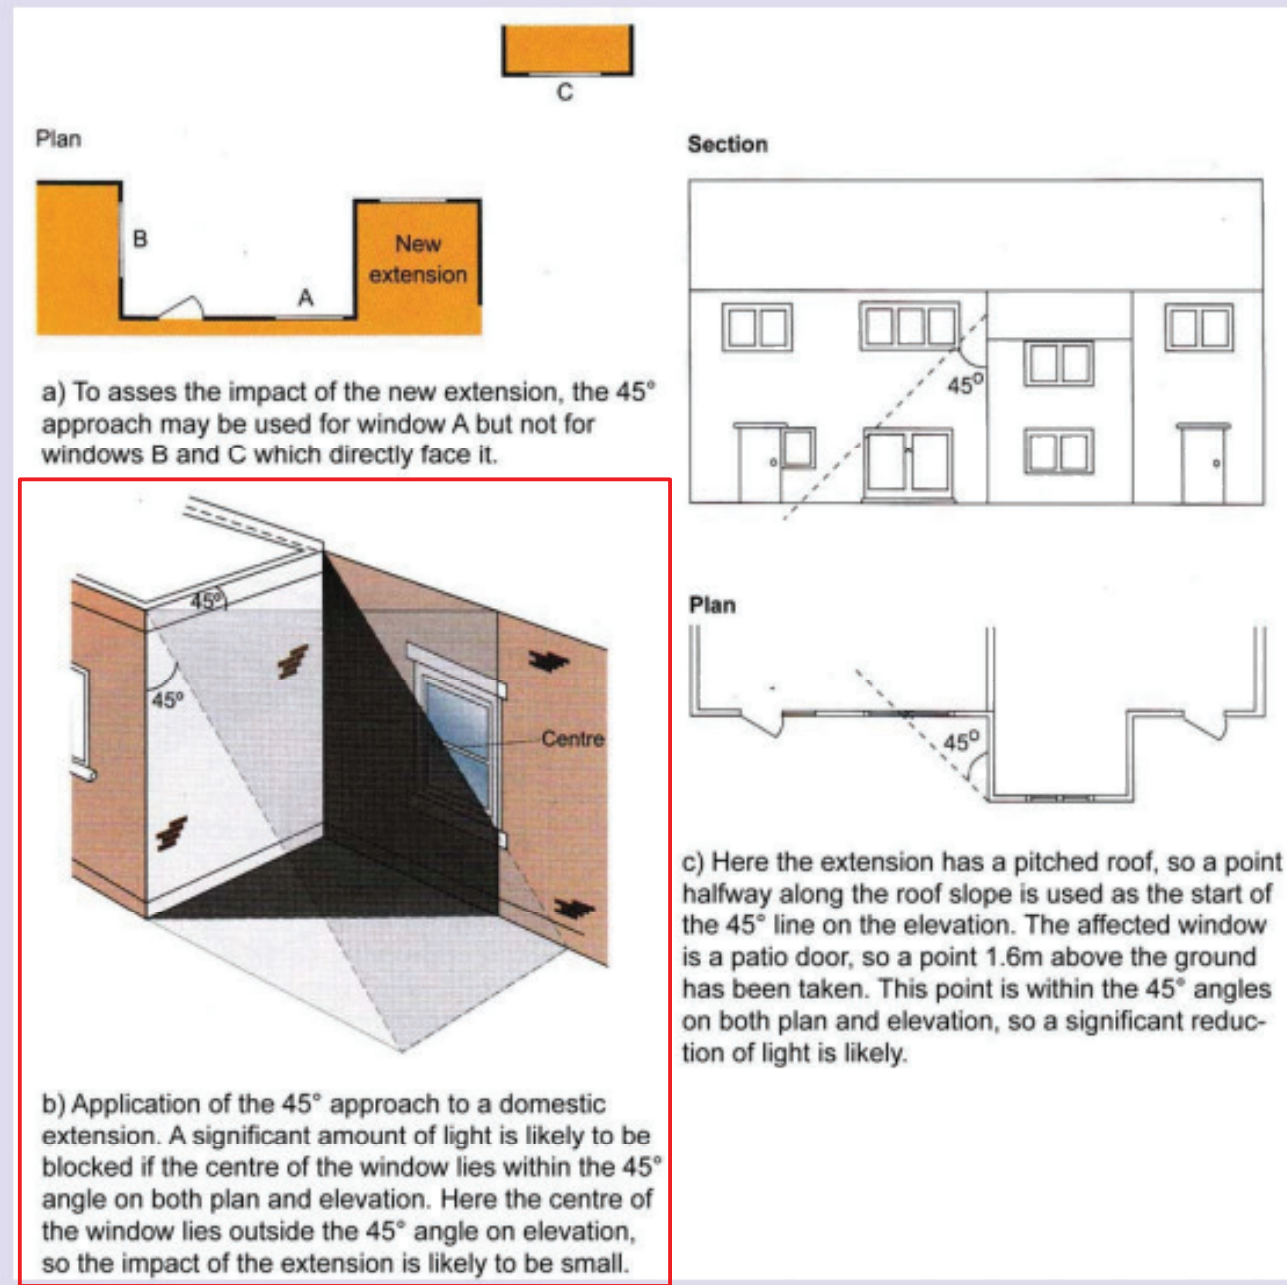 C
Plan
B
A
New
extension
a) To asses the impact of the new extension, the 45°
approach may be used for window A but not for
windows B and C which directly face it.
45°
45°
Centre
b) Application of the 45° approach to a domestic
extension. A significant amount of light is likely to be
blocked if the centre of the window lies within the 45°
angle on both plan and elevation. Here the centre of
the window lies outside the 45° angle on elevation,
so the impact of the extension is likely to be small.
Section
45°
Plan
45°
c) Here the extension has a pitched roof, so a point
halfway along the roof slope is used as the start of
the 45° line on the elevation. The affected window
is a patio door, so a point 1.6m above the ground
has been taken. This point is within the 45° angles
on both plan and elevation, so a significant reduc-
tion of light is likely.